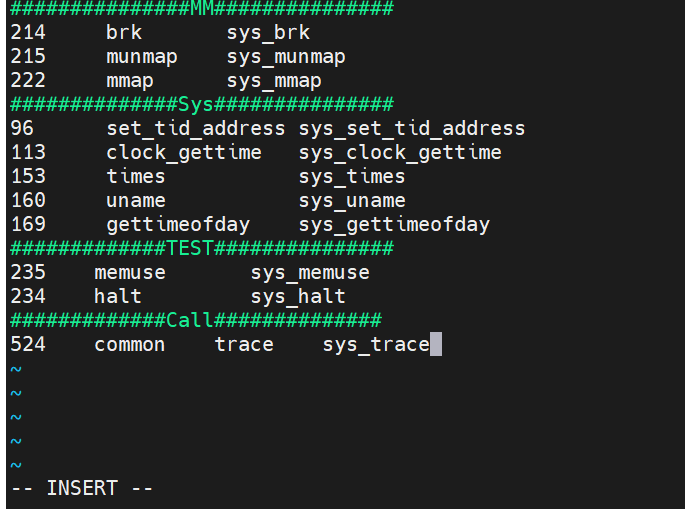 ###############MM###############
214     brk       sys_brk
215     munmap    sys_munmap
222     mmap      sys_mmap
##############Sys###############
96      set_tid_address sys_set_tid_address
113     clock_gettime   sys_clock_gettime
153     times           sys_times
160     uname           sys_uname
169     gettimeofday    sys_gettimeofday
#############TEST###############
235    memuse       sys_memuse
234    halt         sys_halt
#############Call##############
524    common    trace    sys_trace
~
~
~
~
~
-- INSERT --